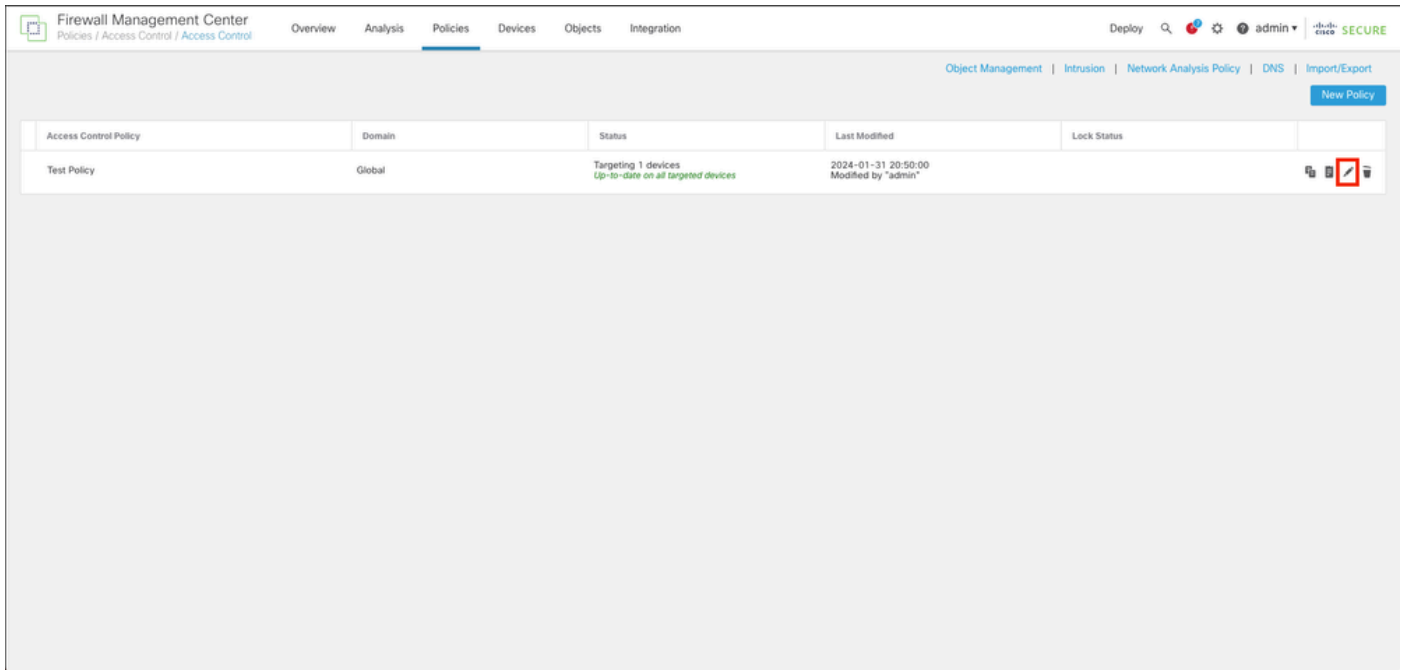 Firewall Management Center
Policies / Access Control / Access Control
Overview Analysis Policies Devices Objects Integration
Deploy admin cisco SECURE
Object Management | Intrusion | Network Analysis Policy | DNS | Import/Export
New Policy
Access Control Policy Domain Status Last Modified Lock Status
Test Policy Global Targeting 1 devices 2024-01-31 20:50:00
Up-to-date on all targeted devices Modified by "admin"